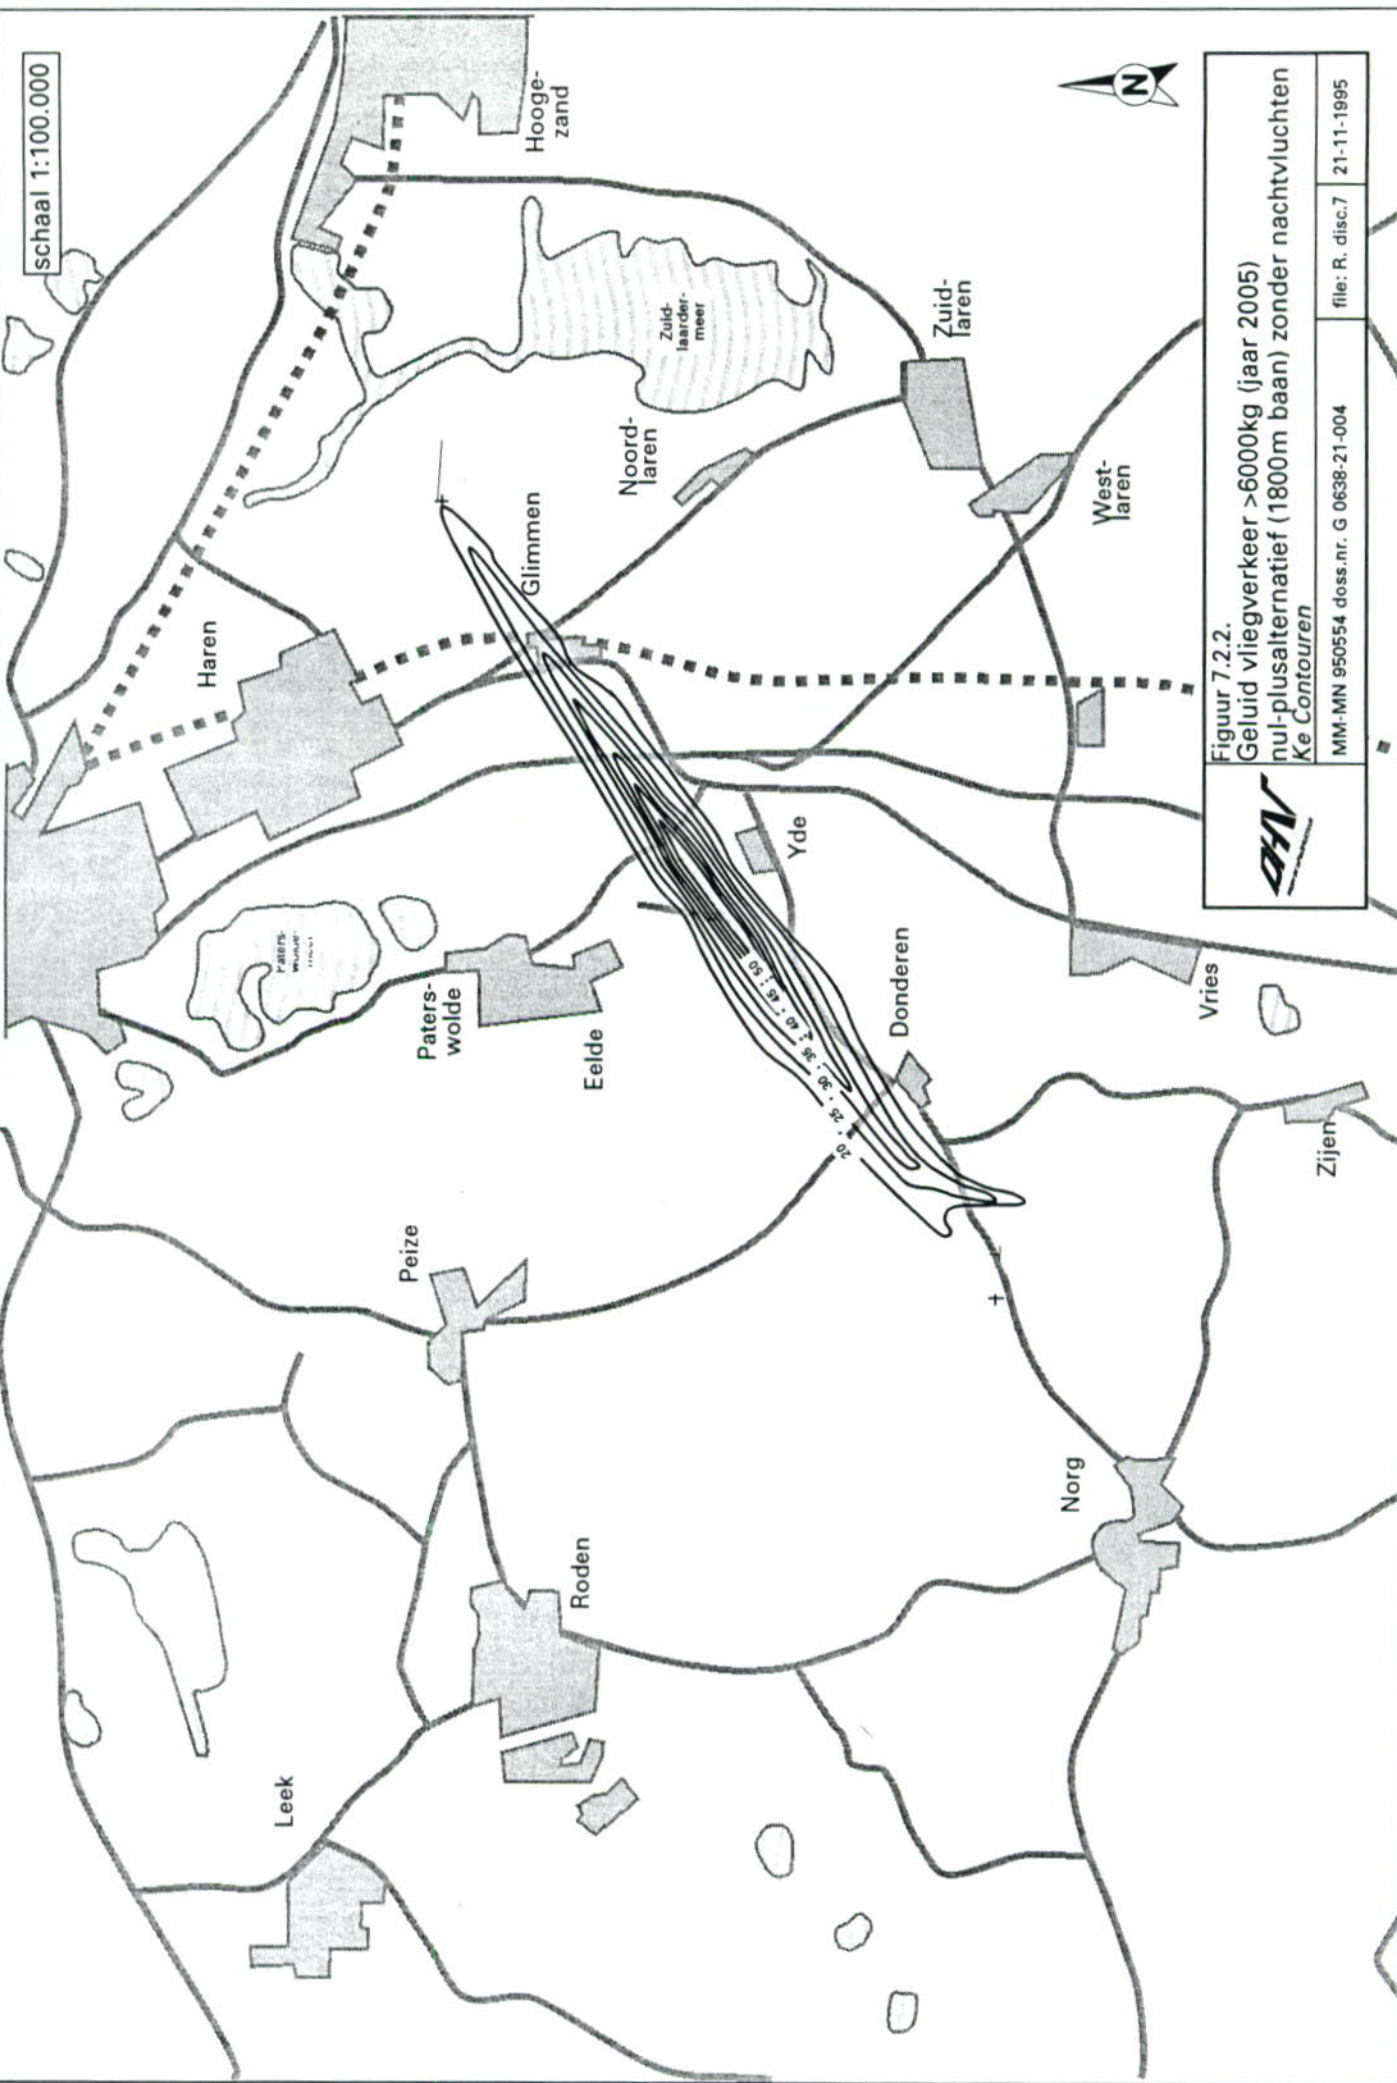 schaal 1:100.000
Hooge-
zand
Haren
Zuid-
laarder-
meer
Noord-
laren
Glimmen
Zuid-
laren
West-
laren
Paters-
Paters-
wolde
Eelde
Yde
Donderen
Vries
Zijen
Peize
Norg
Roden
Leek
50
45
40
35
30
25
20
N
DHV
Figuur 7.2.2.
Geluid vliegverkeer >6000kg (jaar 2005)
nul-plusalternatief (1800m baan) zonder nachtvluchten
Ke Contouren
MM-MN 950554 doss.nr. G 0638-21-004
file: R. disc.7
21-11-1995